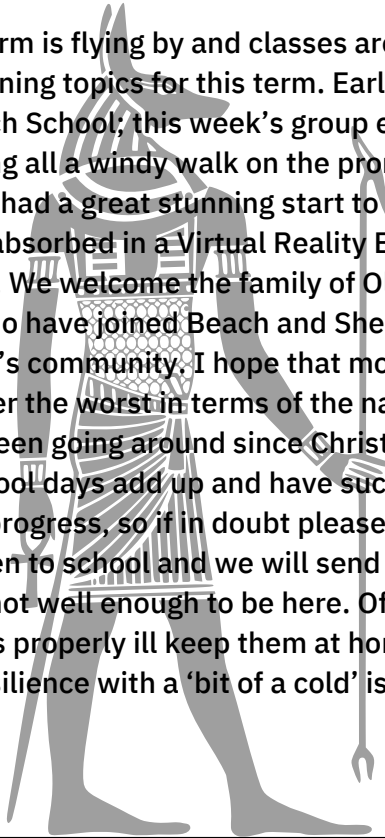 rm is flying by and classes are
ning topics for this term. Earl
h School; this week’s group e
g all a windy walk on the pro
had a great stunning start to
absorbed in a Virtual Reality E
We welcome the family of O
o have joined Beach and She
’s community. I hope that mo
er the worst in terms of the na
een going around since Christ
ool days add up and have suc
progress, so if in doubt please
en to school and we will send
not well enough to be here. Of
s properly ill keep them at ho
silience with a ‘bit of a cold’ is